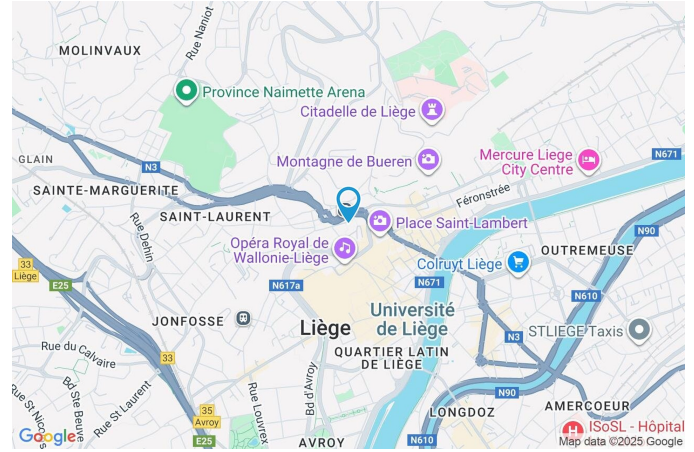 MOLINVAUX
Rue Naniot
Province Naimette Arena
Citadelle de Liège
GLAIN
N3
Montagne de Bueren
Mercure Liege
City Centre
N671
SAINTE-MARGUERITE
SAINT-LAURENT
Féronstrée
Place Saint-Lambert
N90
Rue Dehin
Opéra Royal de
Wallonie-Liège
Colruyt Liège
OUTREMEUSE
33
Liège
E25
N617a
N671
N610
JONFOSSE
Liège
Université
de Liège
N3
STLIEGE Taxis
Rue du Calvaire
33
QUARTIER LATIN
DE LIÈGE
Bd Ste Beuve
Rue St Laurent
Rue Louvrex
Bd d'Avroy
N90
Rue St Nicolas
35
Avroy
E25
LONGDOZ
AMERCOEUR
AVROY
N610
ISoSL - Hôpital
Google
Map data ©2025 Google